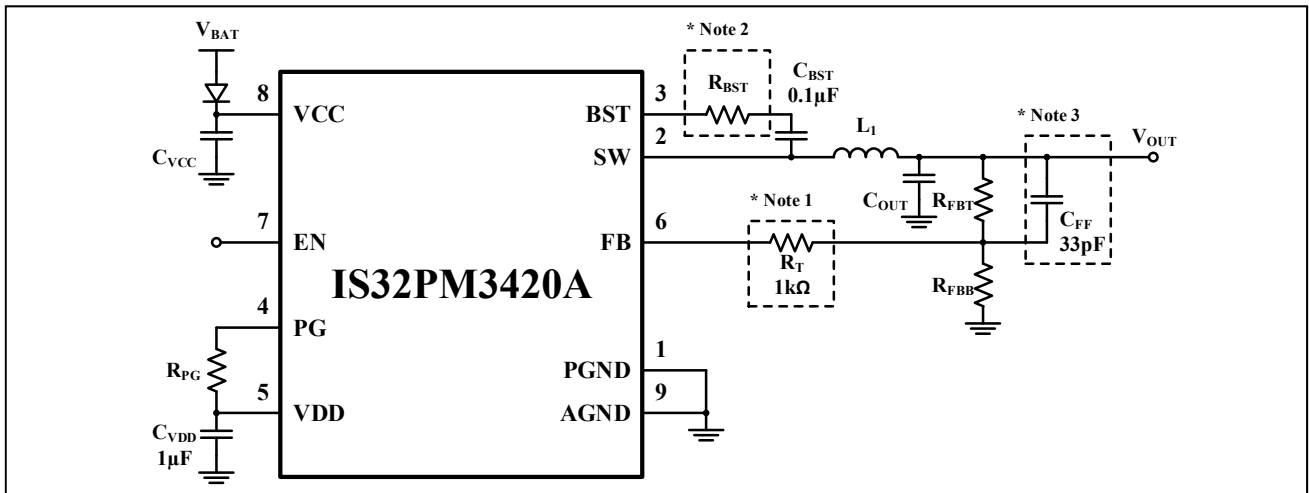 V_BAT
* Note 2
R_BST
C_BST
0.1µF
8
VCC
C_VCC
3
BST
2
SW
L₁
* Note 3
V_OUT
C_OUT
R_FBT
C_FF
33pF
7
EN
6
FB
* Note 1
R_T
1kΩ
R_FBB
IS32PM3420A
4
PG
R_PG
5
VDD
C_VDD
1µF
1
PGND
9
AGND